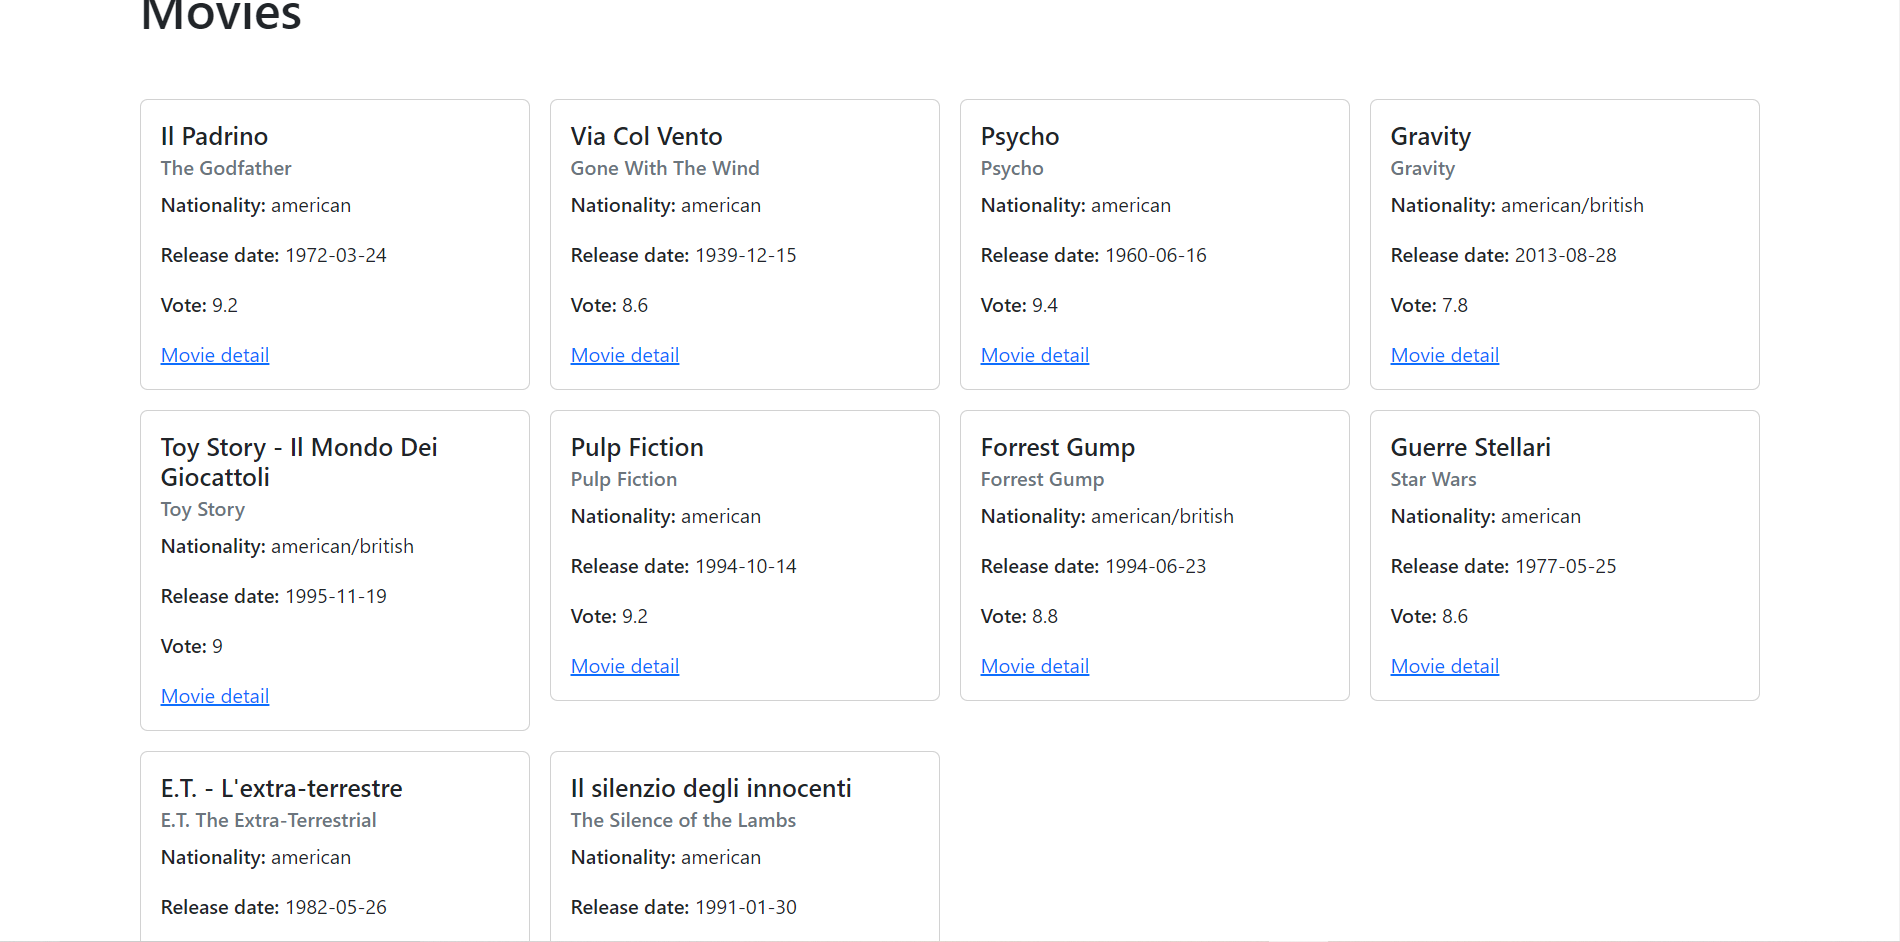 Movies
Il Padrino
The Godfather
Nationality: american
Release date: 1972-03-24
Vote: 9.2
Movie detail
Via Col Vento
Gone With The Wind
Nationality: american
Release date: 1939-12-15
Vote: 8.6
Movie detail
Psycho
Psycho
Nationality: american
Release date: 1960-06-16
Vote: 9.4
Movie detail
Gravity
Gravity
Nationality: american/british
Release date: 2013-08-28
Vote: 7.8
Movie detail
Toy Story - Il Mondo Dei
Giocattoli
Toy Story
Nationality: american/british
Release date: 1995-11-19
Vote: 9
Movie detail
Pulp Fiction
Pulp Fiction
Nationality: american
Release date: 1994-10-14
Vote: 9.2
Movie detail
Forrest Gump
Forrest Gump
Nationality: american/british
Release date: 1994-06-23
Vote: 8.8
Movie detail
Guerre Stellari
Star Wars
Nationality: american
Release date: 1977-05-25
Vote: 8.6
Movie detail
E.T. - L'extra-terrestre
E.T. The Extra-Terrestrial
Nationality: american
Release date: 1982-05-26
Il silenzio degli innocenti
The Silence of the Lambs
Nationality: american
Release date: 1991-01-30